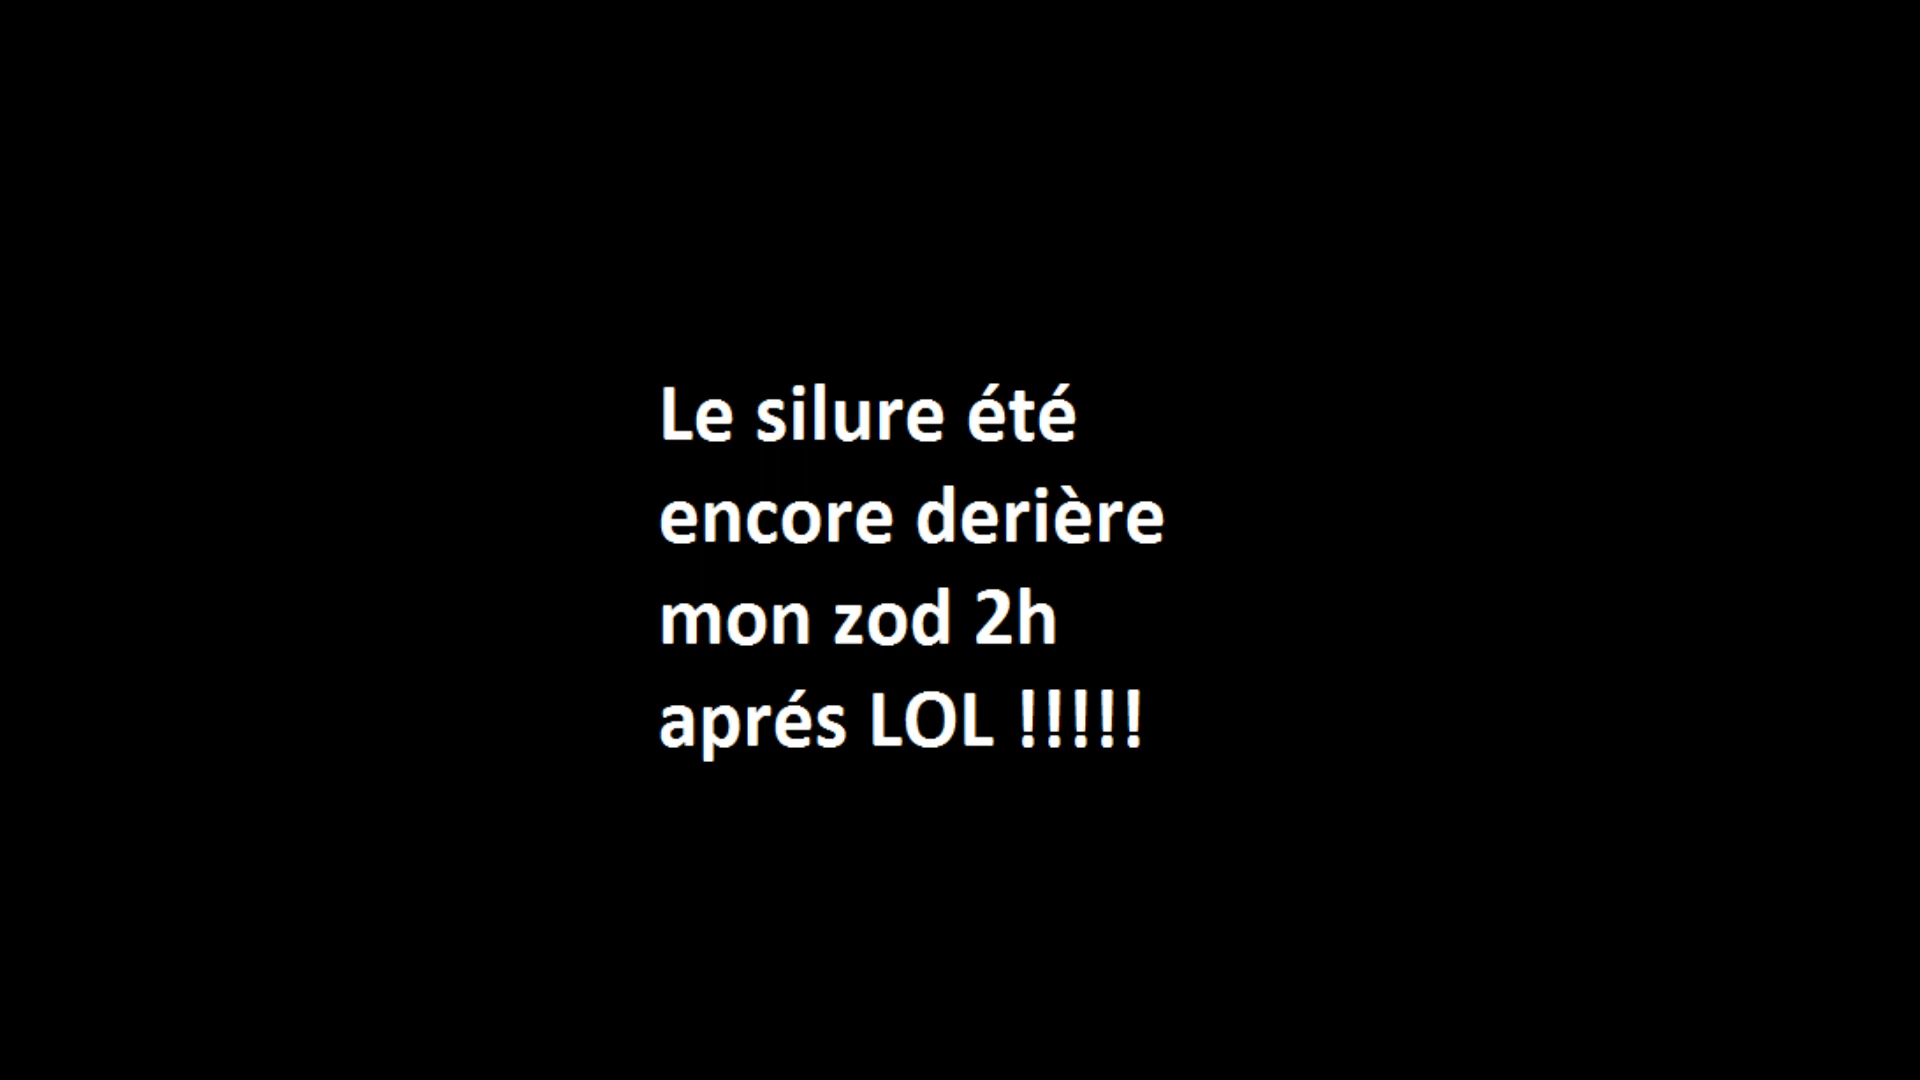 Le silure été
encore derière
mon zod 2h
aprés LOL !!!!!